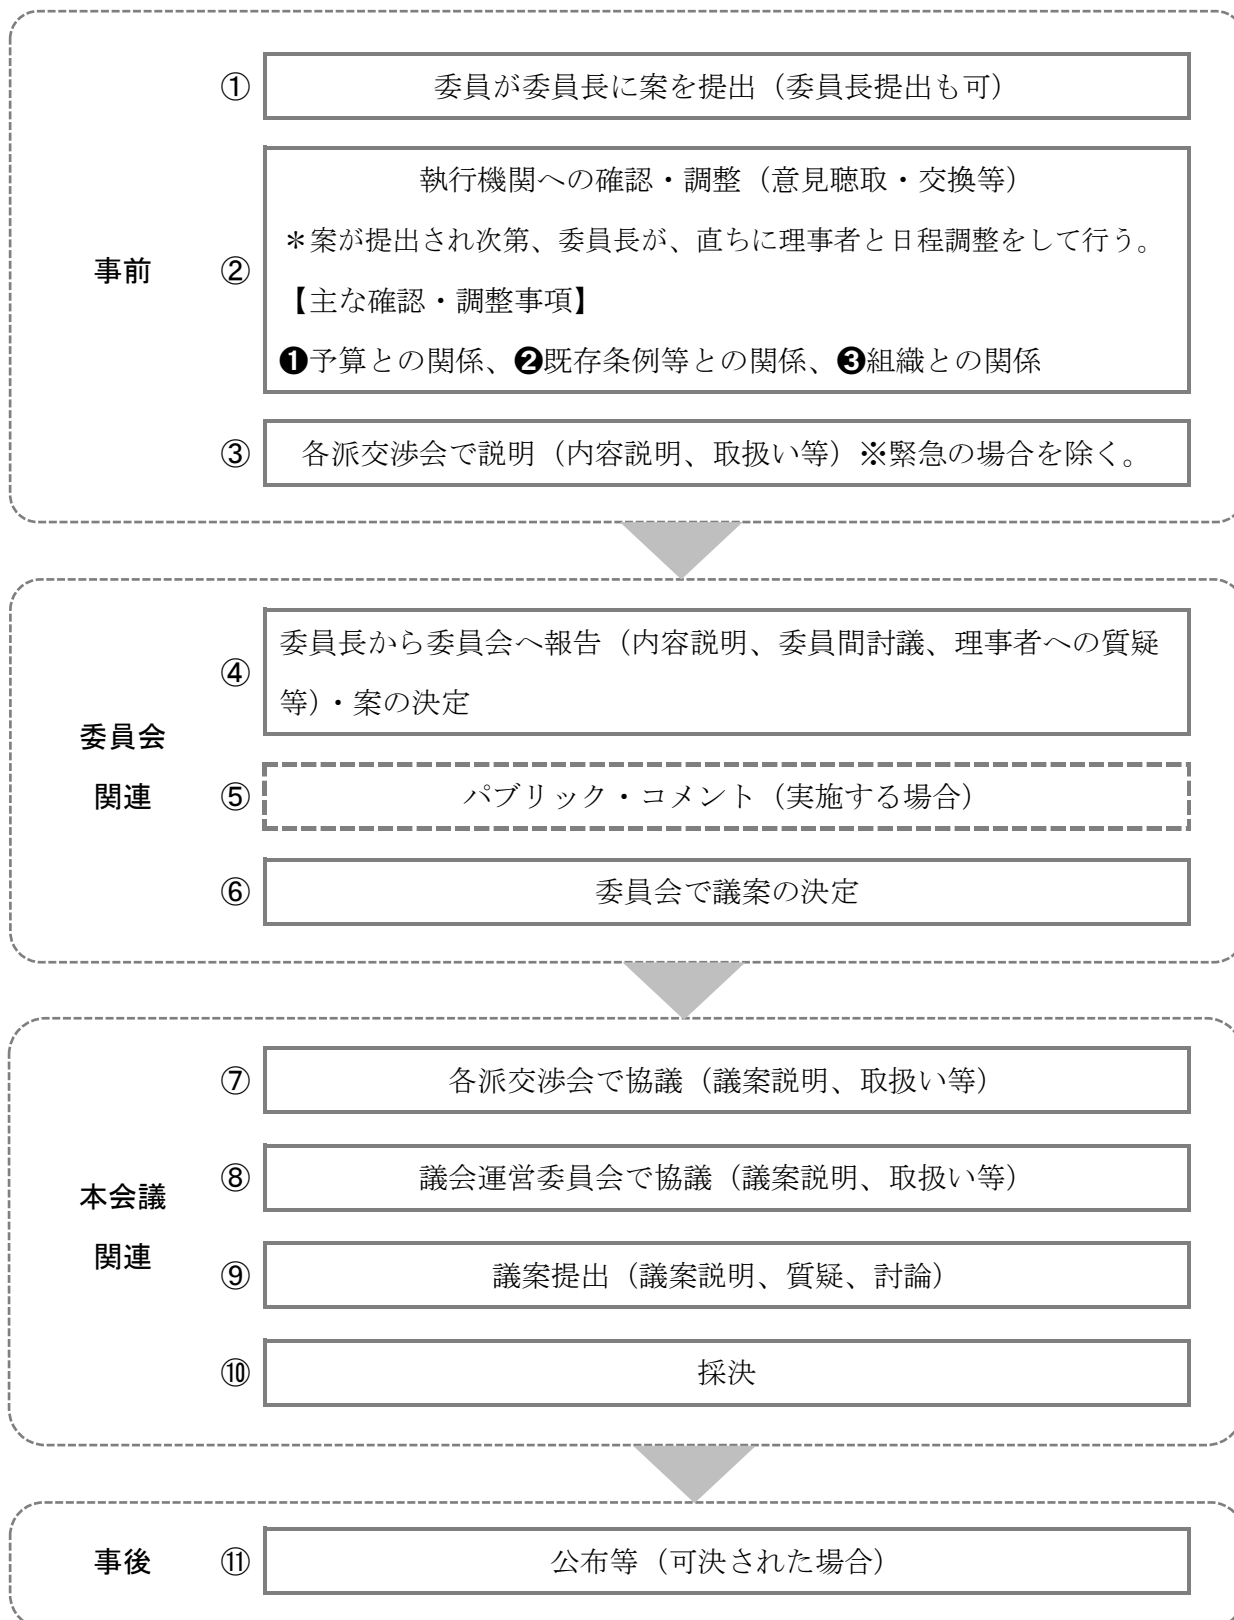 ①
委員が委員長に案を提出（委員長提出も可）
事前
②
執行機関への確認・調整（意見聴取・交換等）
＊案が提出され次第、委員長が、直ちに理事者と日程調整をして行う。
【主な確認・調整事項】
❶予算との関係、❷既存条例等との関係、❸組織との関係
③
各派交渉会で説明（内容説明、取扱い等）※緊急の場合を除く。
委員会
関連
④
委員長から委員会へ報告（内容説明、委員間討議、理事者への質疑
等）・案の決定
⑤
パブリック・コメント（実施する場合）
⑥
委員会で議案の決定
本会議
関連
⑦
各派交渉会で協議（議案説明、取扱い等）
⑧
議会運営委員会で協議（議案説明、取扱い等）
⑨
議案提出（議案説明、質疑、討論）
⑩
採決
事後
⑪
公布等（可決された場合）